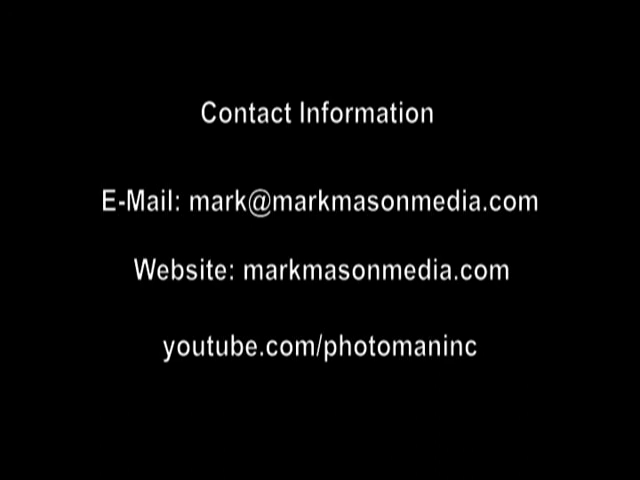 Contact Information
E-Mail: mark@markmasonmedia.com
Website: markmasonmedia.com
youtube.com/photomaninc